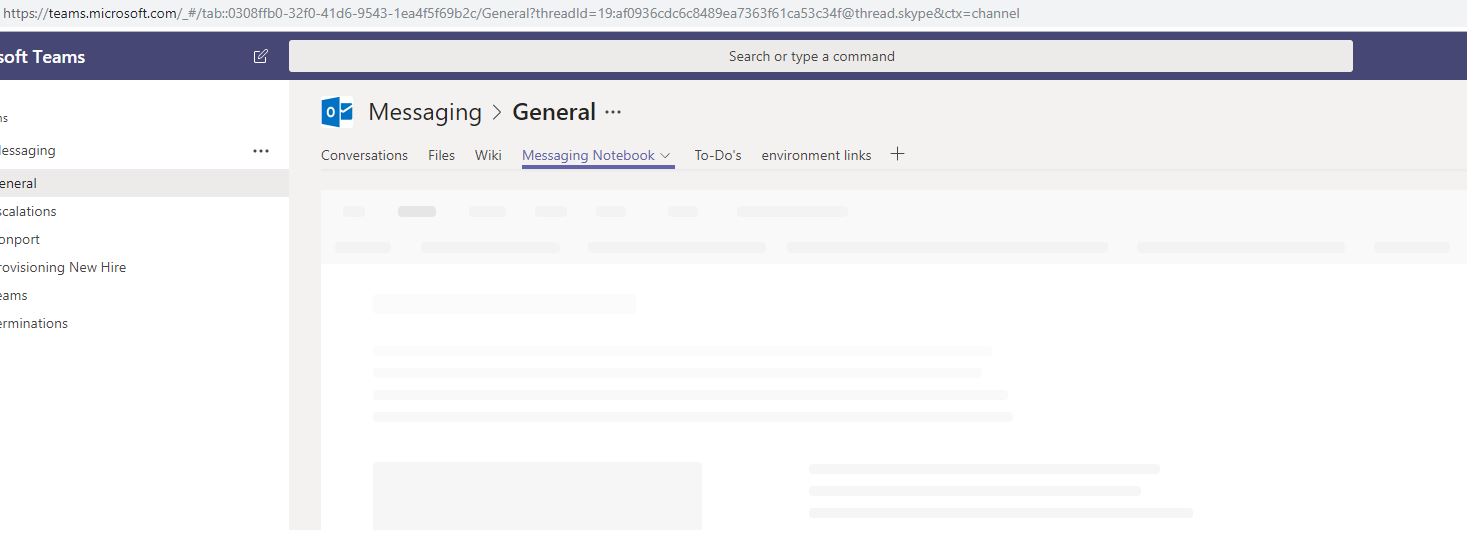 https://teams.microsoft.com/_#/tab::0308ffb0-32f0-41d6-9543-1ea4f5f69b2c/General?threadId=19:af0936cdc6c8489ea7363f61ca53c34f@thread.skype&ctx=channel
soft Teams
Search or type a command
ns
Messaging > General ···
lessaging ···
Conversations Files Wiki Messaging Notebook To-Do's environment links +
eneral
scalations
onport
rovisioning New Hire
eams
erminations